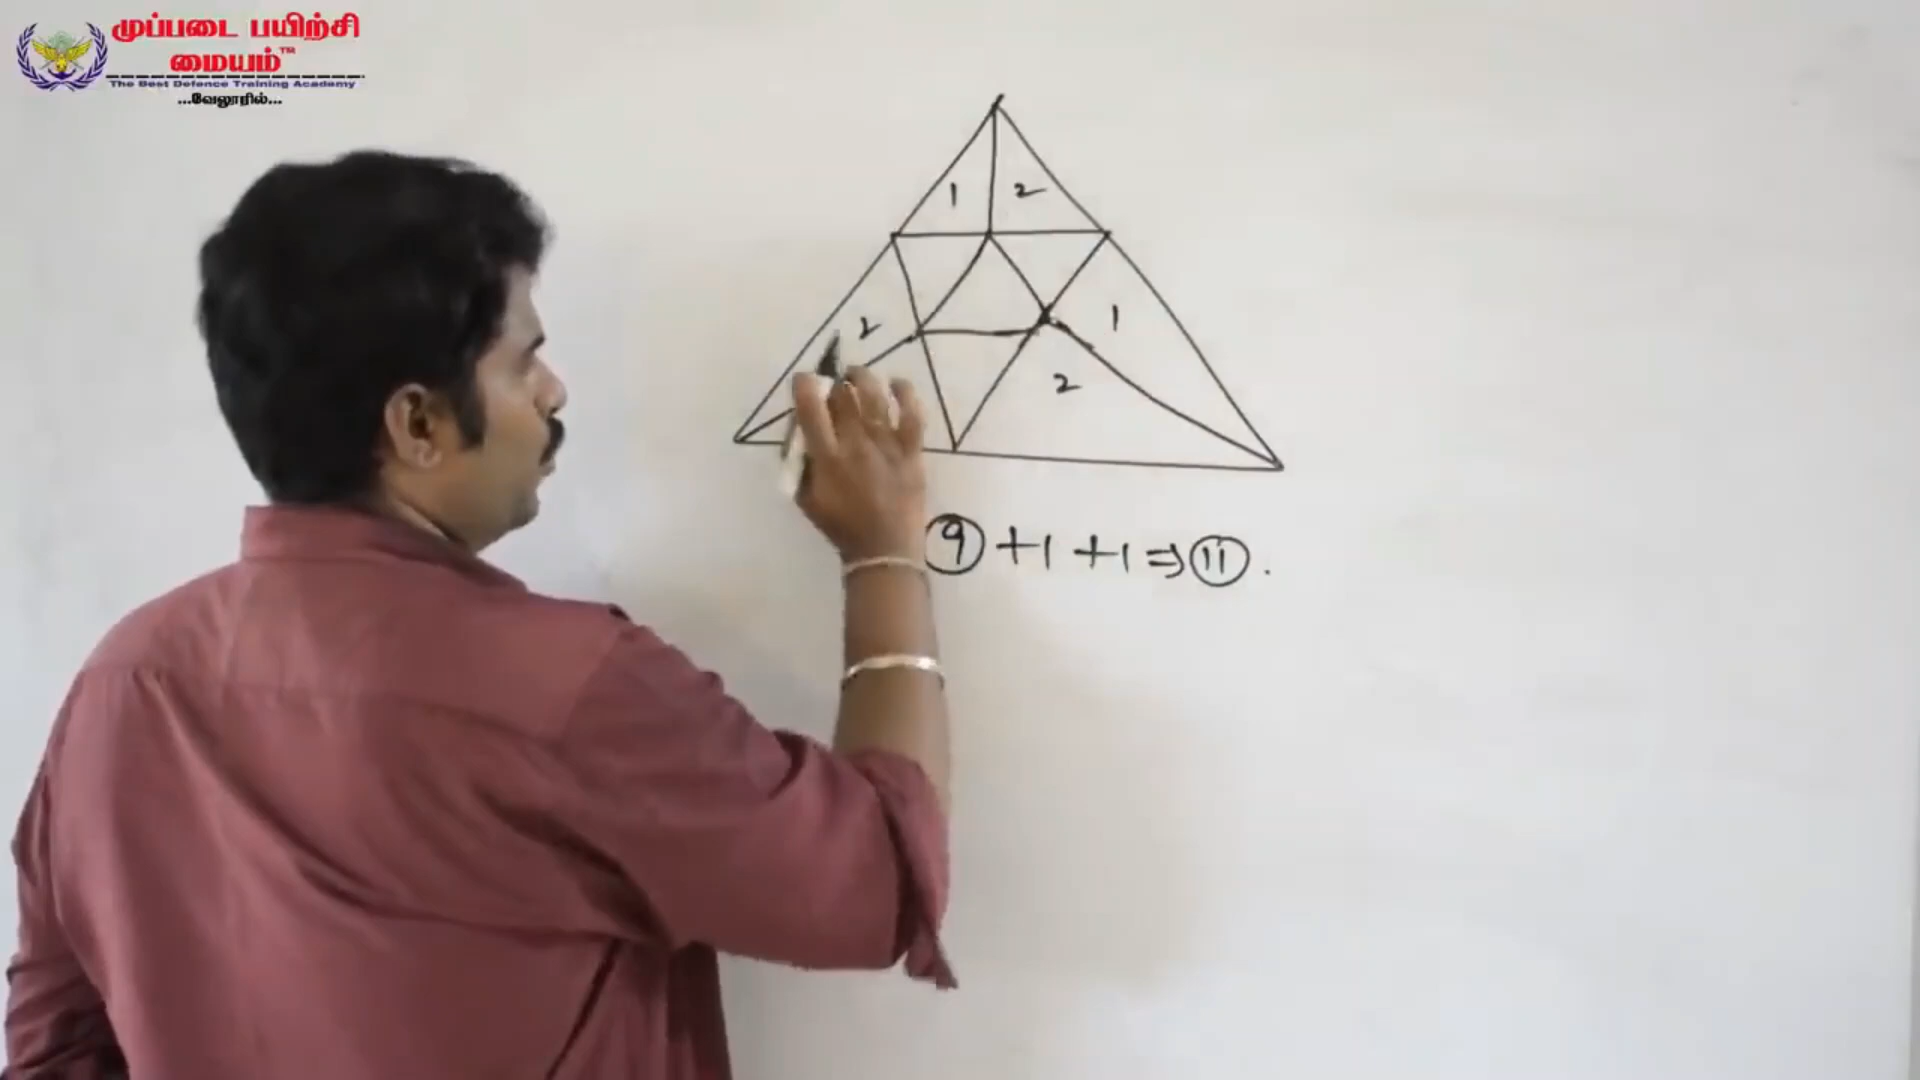 முப்படை பயிற்சி
மையம்™
The Best Defence Training Academy
...வேலூரில்...
1 2
2 1
2
9 +1 +1 ⇒ 11.